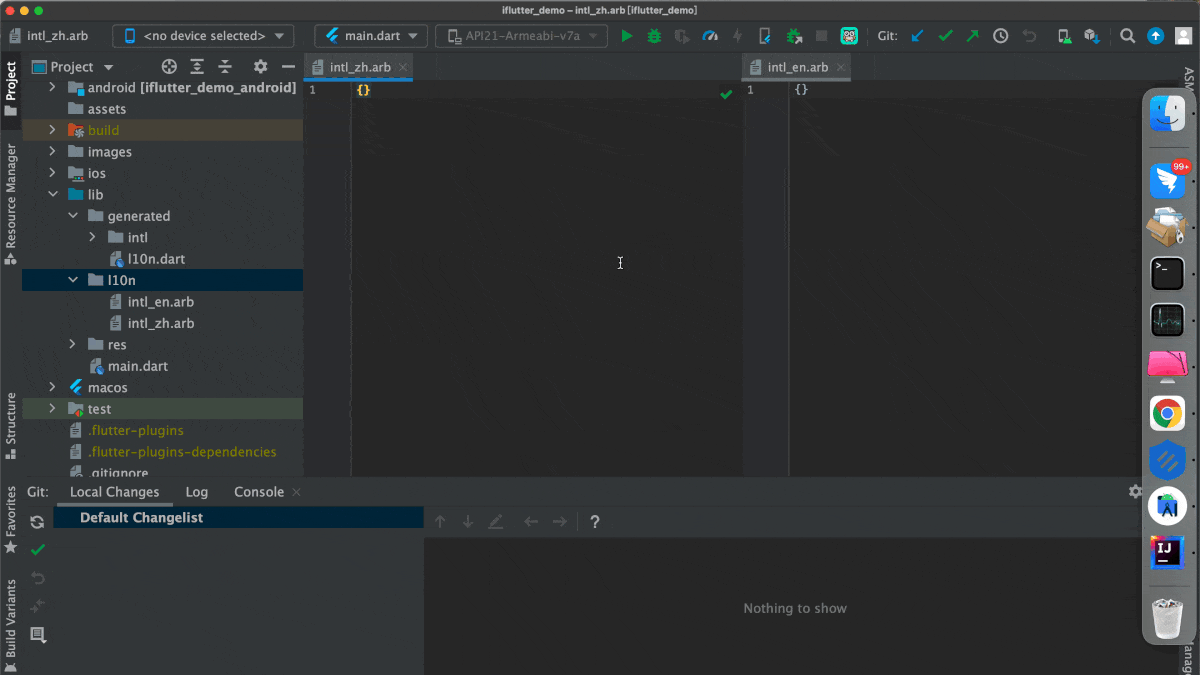 iflutter_demo – intl_zh.arb [iflutter_demo]
intl_zh.arb
<no device selected>
main.dart
API21-Armeabi-v7a
Git:
Project
intl_zh.arb
intl_en.arb
1 {}
1 {}
android [iflutter_demo_android]
assets
build
images
ios
lib
generated
intl
l10n.dart
l10n
intl_en.arb
intl_zh.arb
res
main.dart
macos
test
.flutter-plugins
.flutter-plugins-dependencies
.gitignore
Project
Resource Manager
Structure
Favorites
Build Variants
Git:
Local Changes
Log
Console
Default Changelist
?
Nothing to show
ASM
99+
>_
IJ